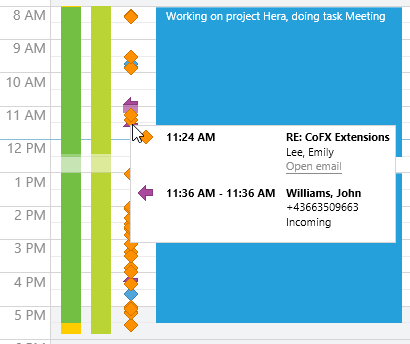 8 AM
Working on project Hera, doing task Meeting
9 AM
10 AM
11 AM
11:24 AM
RE: CoFX Extensions
Lee, Emily
Open email
12 PM
1 PM
11:36 AM - 11:36 AM
Williams, John
+43663509663
Incoming
2 PM
3 PM
4 PM
5 PM